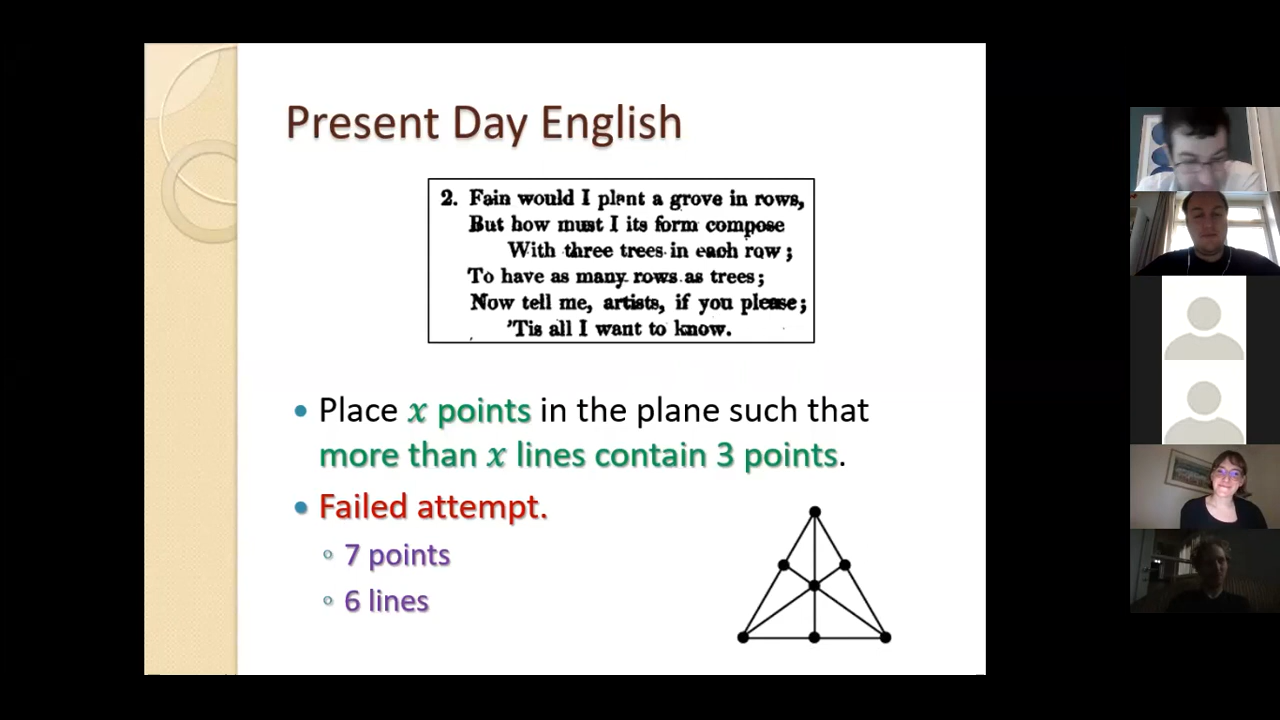 Present Day English
2. Fain would I plant a grove in rows,
But how must I its form compose
With three trees in each row;
To have as many rows as trees;
Now tell me, artists, if you please;
'Tis all I want to know.
• Place x points in the plane such that
more than x lines contain 3 points.
• Failed attempt.
◦ 7 points
◦ 6 lines